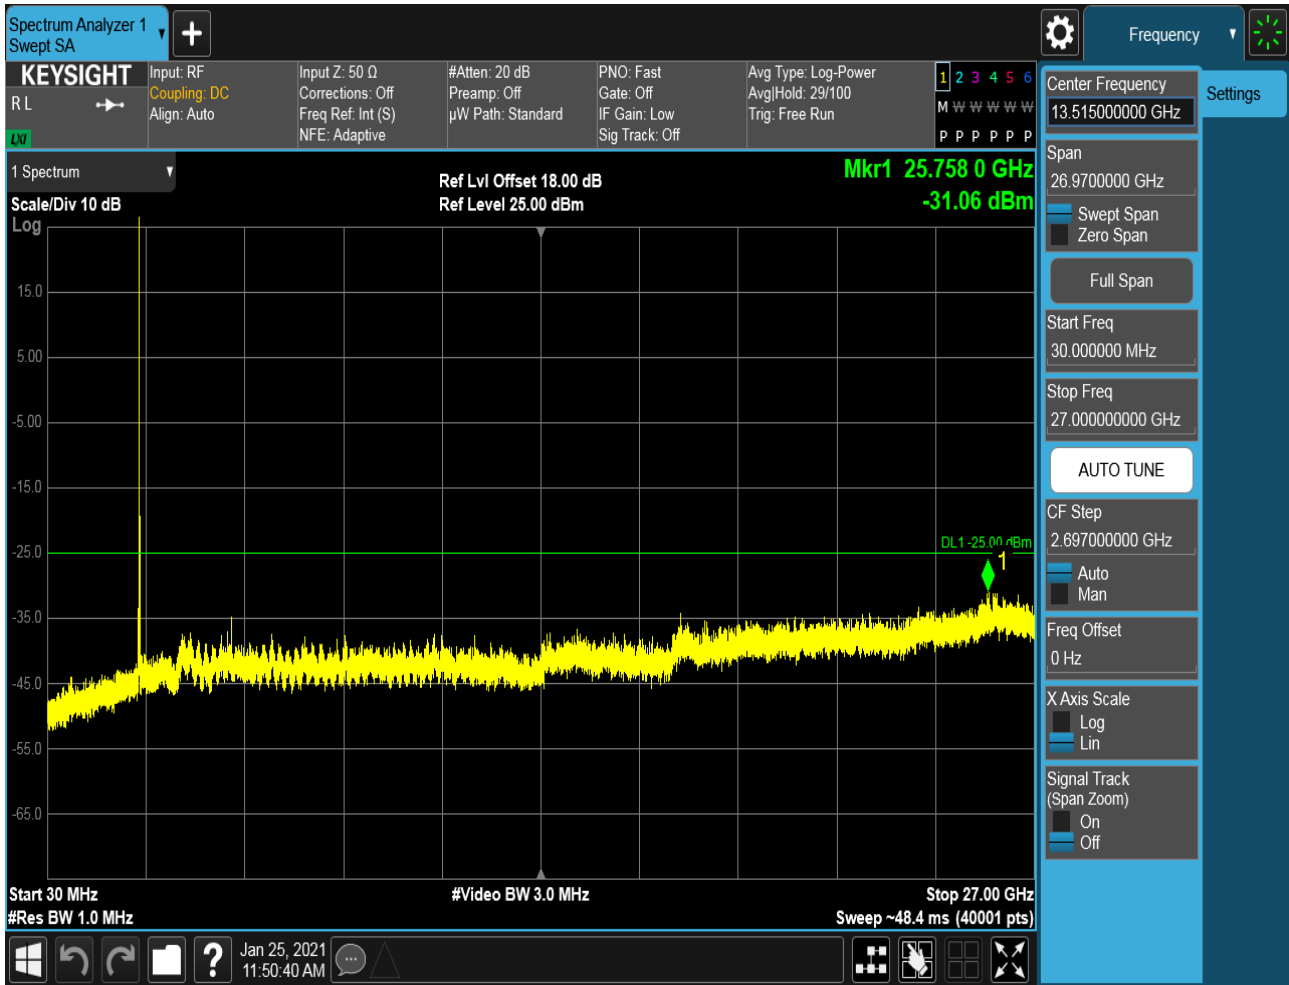 Spectrum Analyzer 1
Swept SA
Frequency
KEYSIGHT
R L
LXI
Input: RF
Coupling: DC
Align: Auto
Input Z: 50 Ω
Corrections: Off
Freq Ref: Int (S)
NFE: Adaptive
#Atten: 20 dB
Preamp: Off
µW Path: Standard
PNO: Fast
Gate: Off
IF Gain: Low
Sig Track: Off
Avg Type: Log-Power
Avg|Hold: 29/100
Trig: Free Run
1 2 3 4 5 6
M W W W W W
P P P P P P
1 Spectrum
Scale/Div 10 dB
Log
Ref Lvl Offset 18.00 dB
Ref Level 25.00 dBm
Mkr1 25.758 0 GHz
-31.06 dBm
15.0
5.00
-5.00
-15.0
-25.0
-35.0
-45.0
-55.0
-65.0
DL1 -25.00 dBm
1
Start 30 MHz
#Res BW 1.0 MHz
#Video BW 3.0 MHz
Stop 27.00 GHz
Sweep ~48.4 ms (40001 pts)
Center Frequency
13.515000000 GHz
Span
26.9700000 GHz
Swept Span
Zero Span
Full Span
Start Freq
30.000000 MHz
Stop Freq
27.000000000 GHz
AUTO TUNE
CF Step
2.697000000 GHz
Auto
Man
Freq Offset
0 Hz
X Axis Scale
Log
Lin
Signal Track
(Span Zoom)
On
Off
Settings
?
Jan 25, 2021
11:50:40 AM